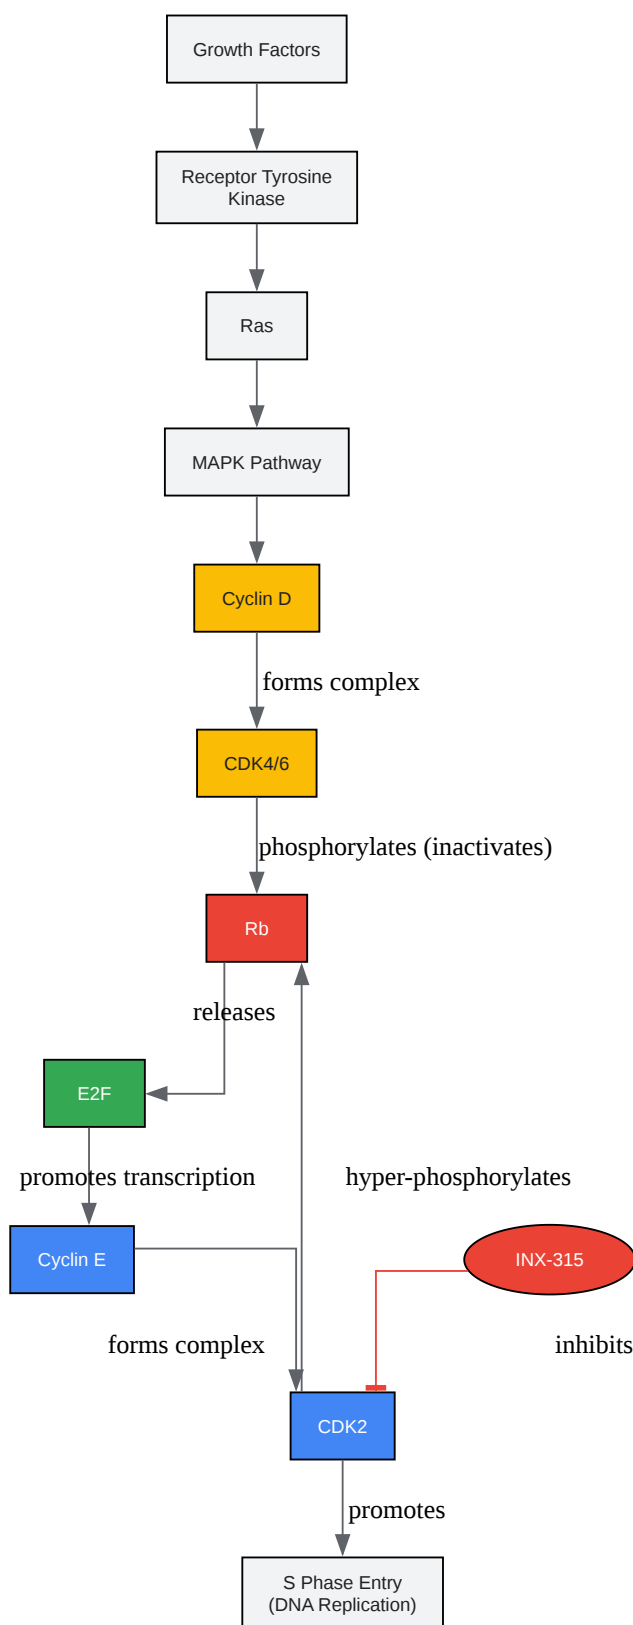 Growth Factors
Receptor Tyrosine
Kinase
Ras
MAPK Pathway
Cyclin D
forms complex
CDK4/6
phosphorylates (inactivates)
Rb
releases
E2F
promotes transcription
hyper-phosphorylates
Cyclin E
INX-315
forms complex
inhibits
CDK2
promotes
S Phase Entry
(DNA Replication)